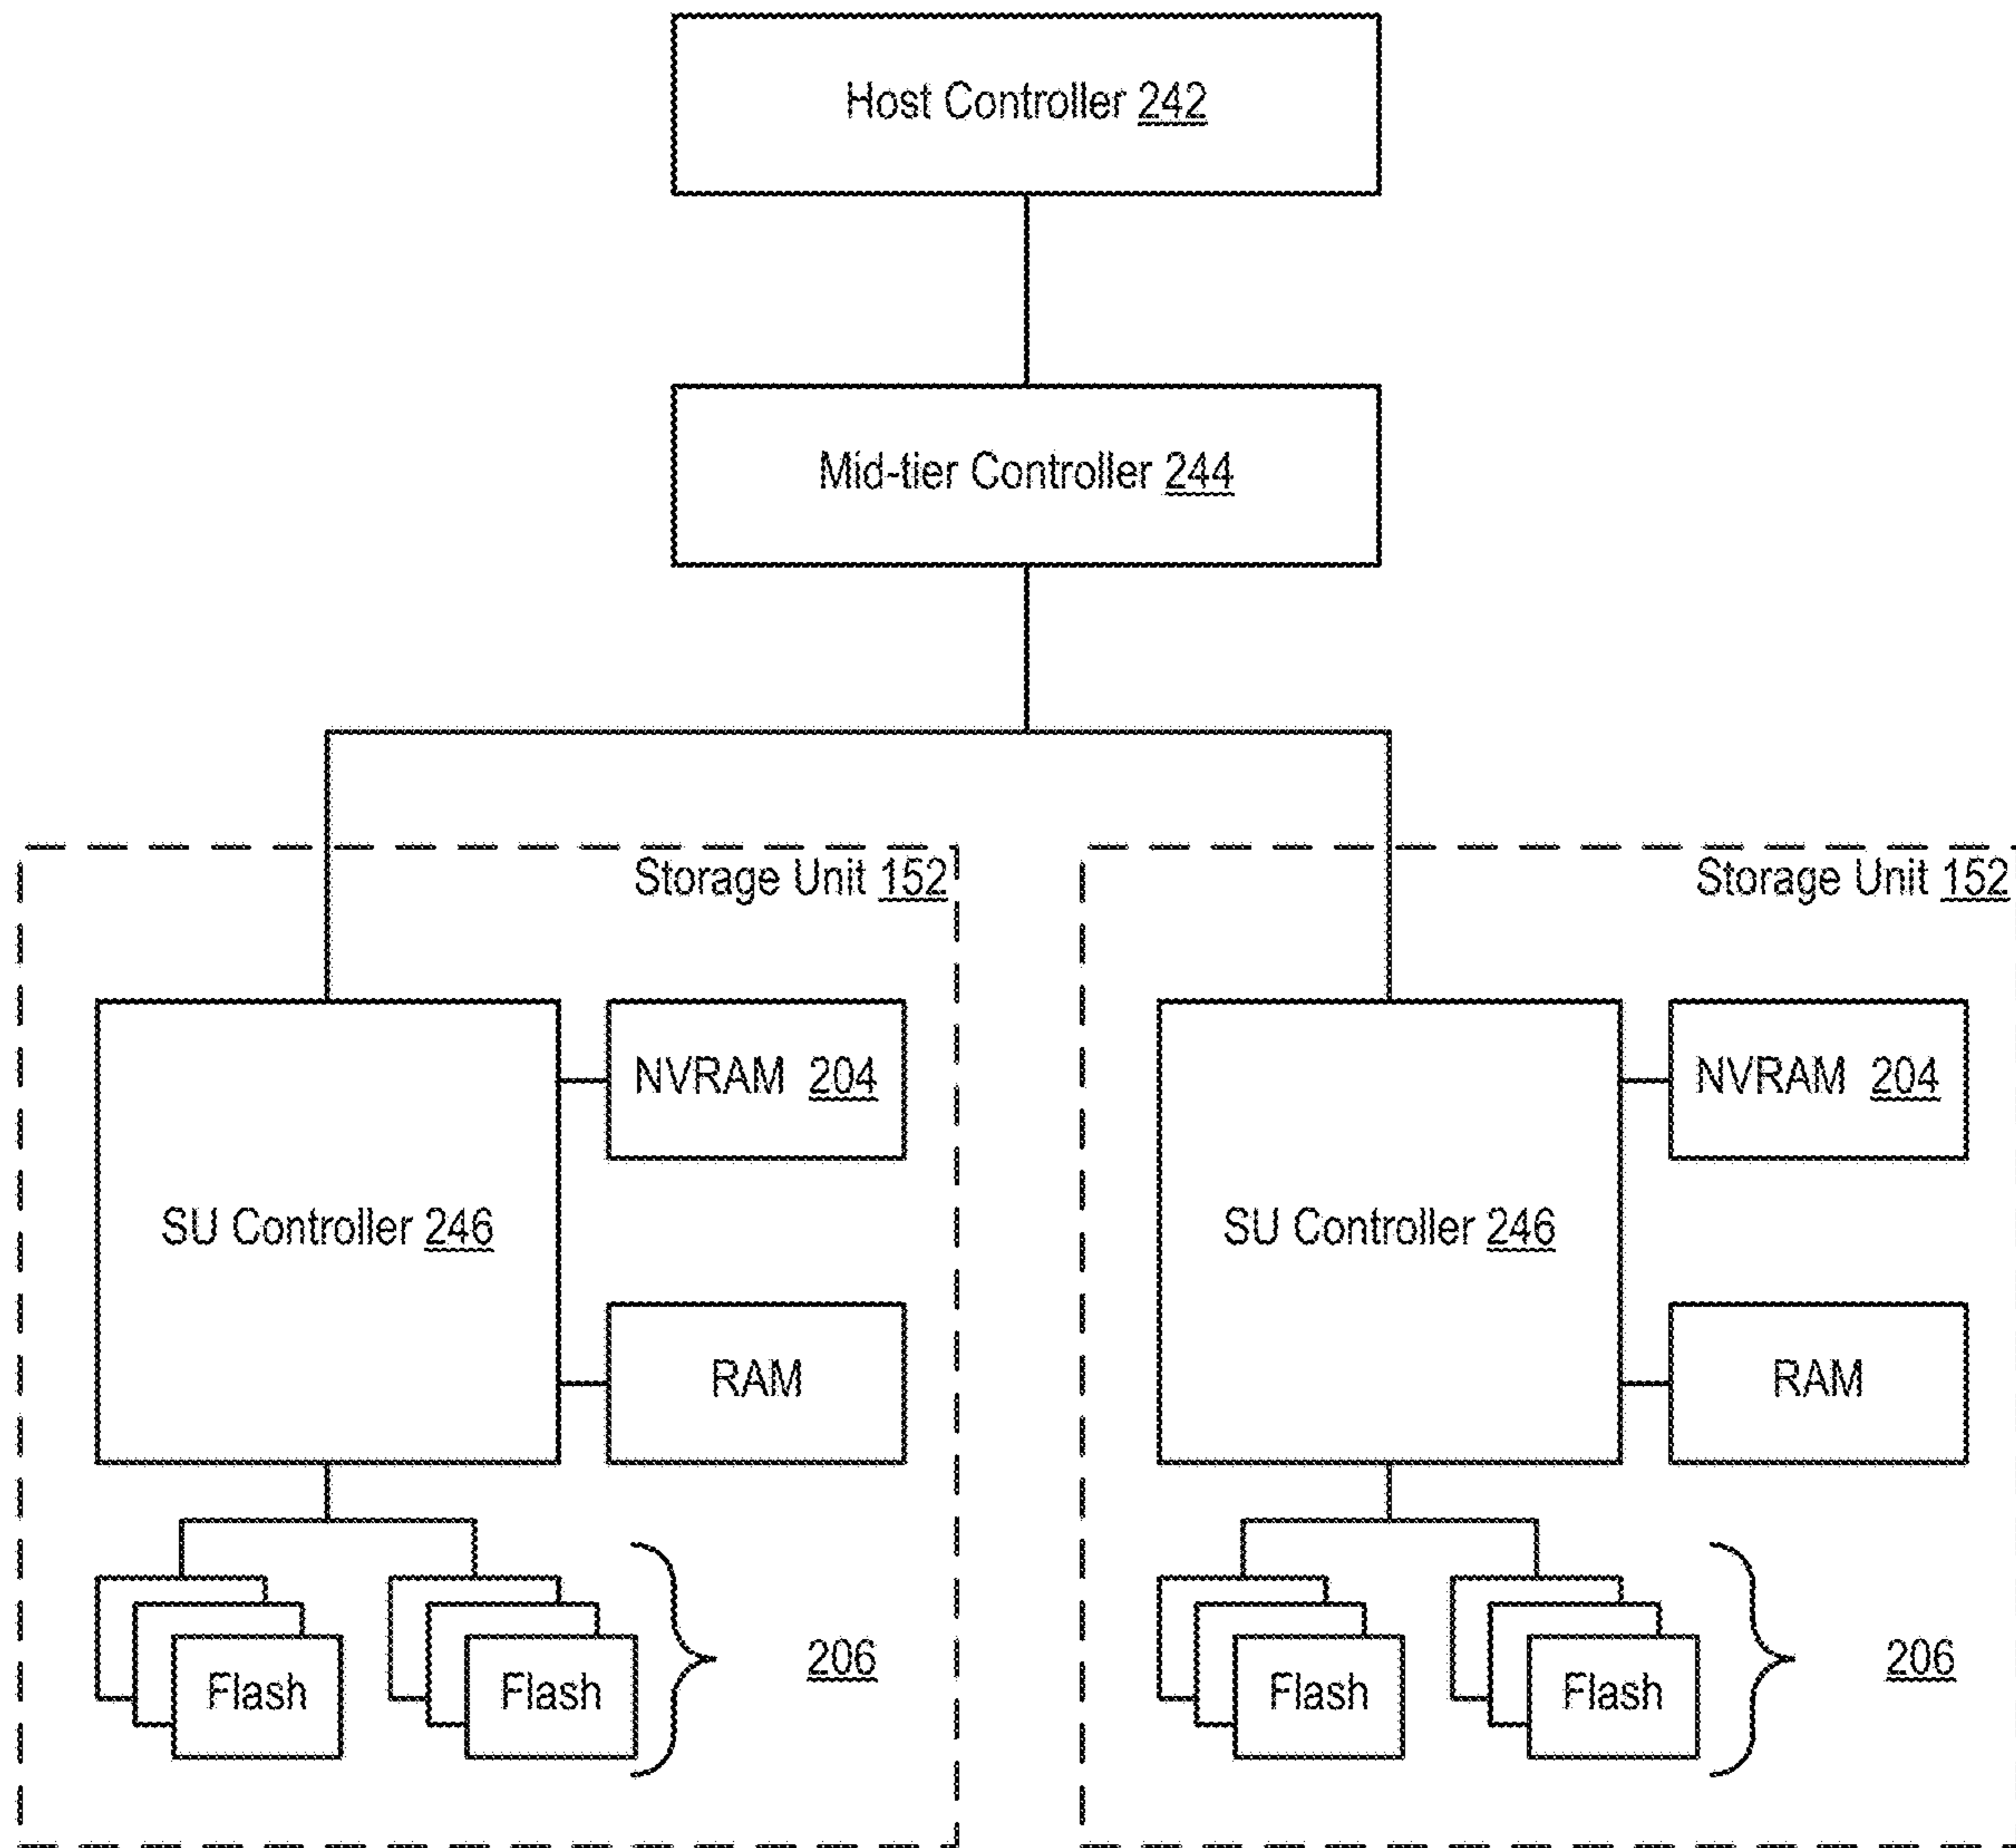 Host Controller 242
Mid-tier Controller 244
Storage Unit 152
Storage Unit 152
NVRAM 204
NVRAM 204
SU Controller 246
SU Controller 246
RAM
RAM
Flash
Flash
206
Flash
Flash
206